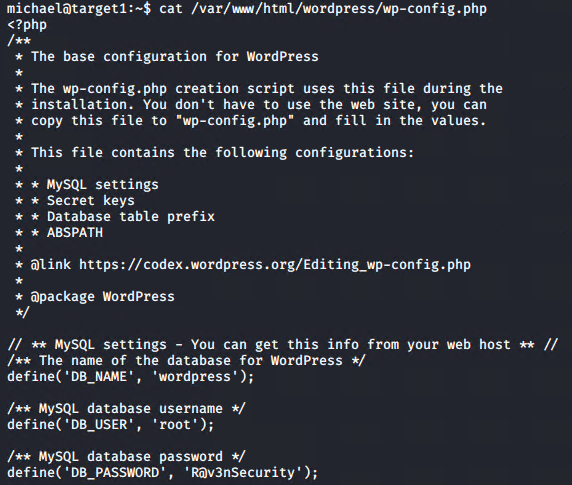 michael@target1:~$ cat /var/www/html/wordpress/wp-config.php
<?php
/**
 * The base configuration for WordPress
 *
 * The wp-config.php creation script uses this file during the
 * installation. You don't have to use the web site, you can
 * copy this file to "wp-config.php" and fill in the values.
 *
 * This file contains the following configurations:
 *
 * * MySQL settings
 * * Secret keys
 * * Database table prefix
 * * ABSPATH
 *
 * @link https://codex.wordpress.org/Editing_wp-config.php
 *
 * @package WordPress
 */

// ** MySQL settings - You can get this info from your web host ** //
/** The name of the database for WordPress */
define('DB_NAME', 'wordpress');

/** MySQL database username */
define('DB_USER', 'root');

/** MySQL database password */
define('DB_PASSWORD', 'R@v3nSecurity');